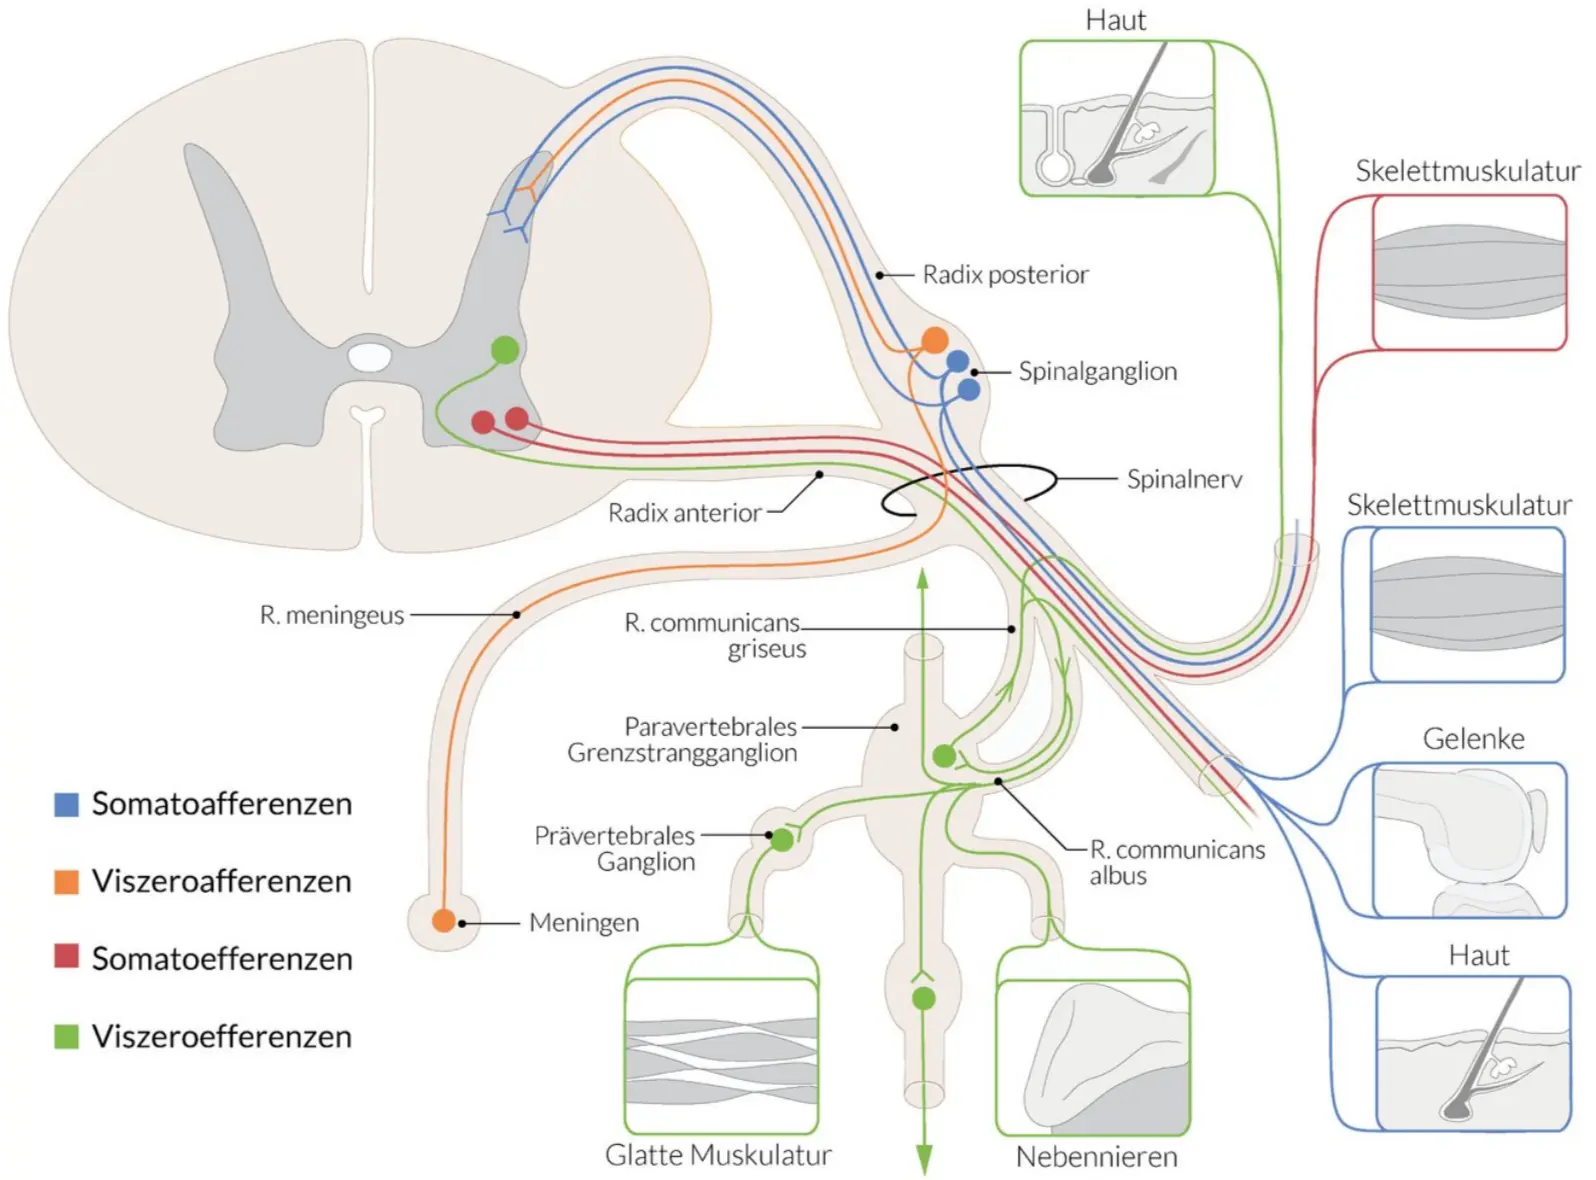 Haut
Skelettmuskulatur
Radix posterior
Spinalganglion
Spinalnerv
Radix anterior
Skelettmuskulatur
R. meningeus
R. communicans
griseus
Paravertebrales
Grenzstrangganglion
Gelenke
Somatoafferenzen
Prävertebrales
Ganglion
R. communicans
albus
Viszeroafferenzen
Meningen
Haut
Somatoefferenzen
Viszeroefferenzen
Glatte Muskulatur
Nebennieren